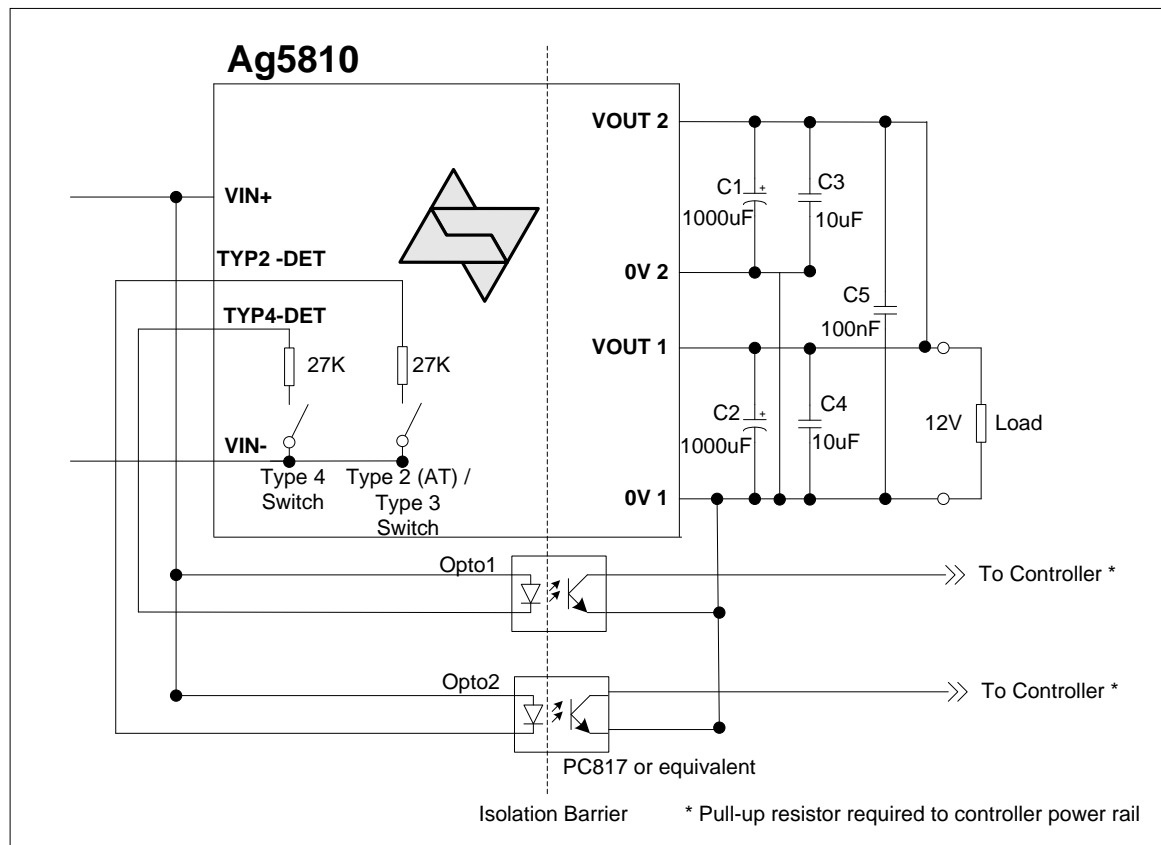 Ag5810
VOUT 2
VIN+
C1
+
1000uF
C3
10uF
TYP2 -DET
0V 2
TYP4-DET
C5
100nF
VOUT 1
27K
27K
C2
+
1000uF
C4
10uF
12V
Load
VIN-
Type 4
Switch
Type 2 (AT) /
Type 3
Switch
0V 1
Opto1
To Controller *
Opto2
To Controller *
PC817 or equivalent
Isolation Barrier
* Pull-up resistor required to controller power rail